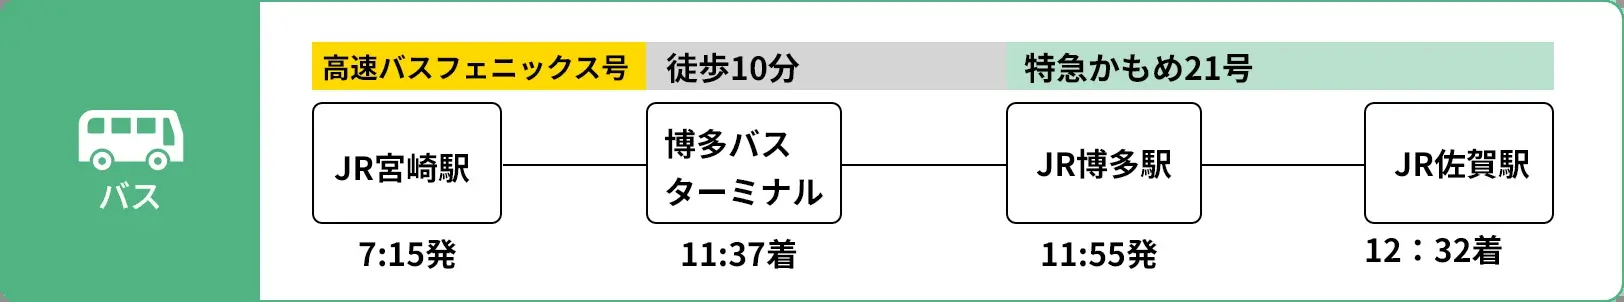 バス
高速バスフェニックス号
徒歩10分
特急かもめ21号
JR宮崎駅
博多バス
ターミナル
JR博多駅
JR佐賀駅
7:15発
11:37着
11:55発
12：32着